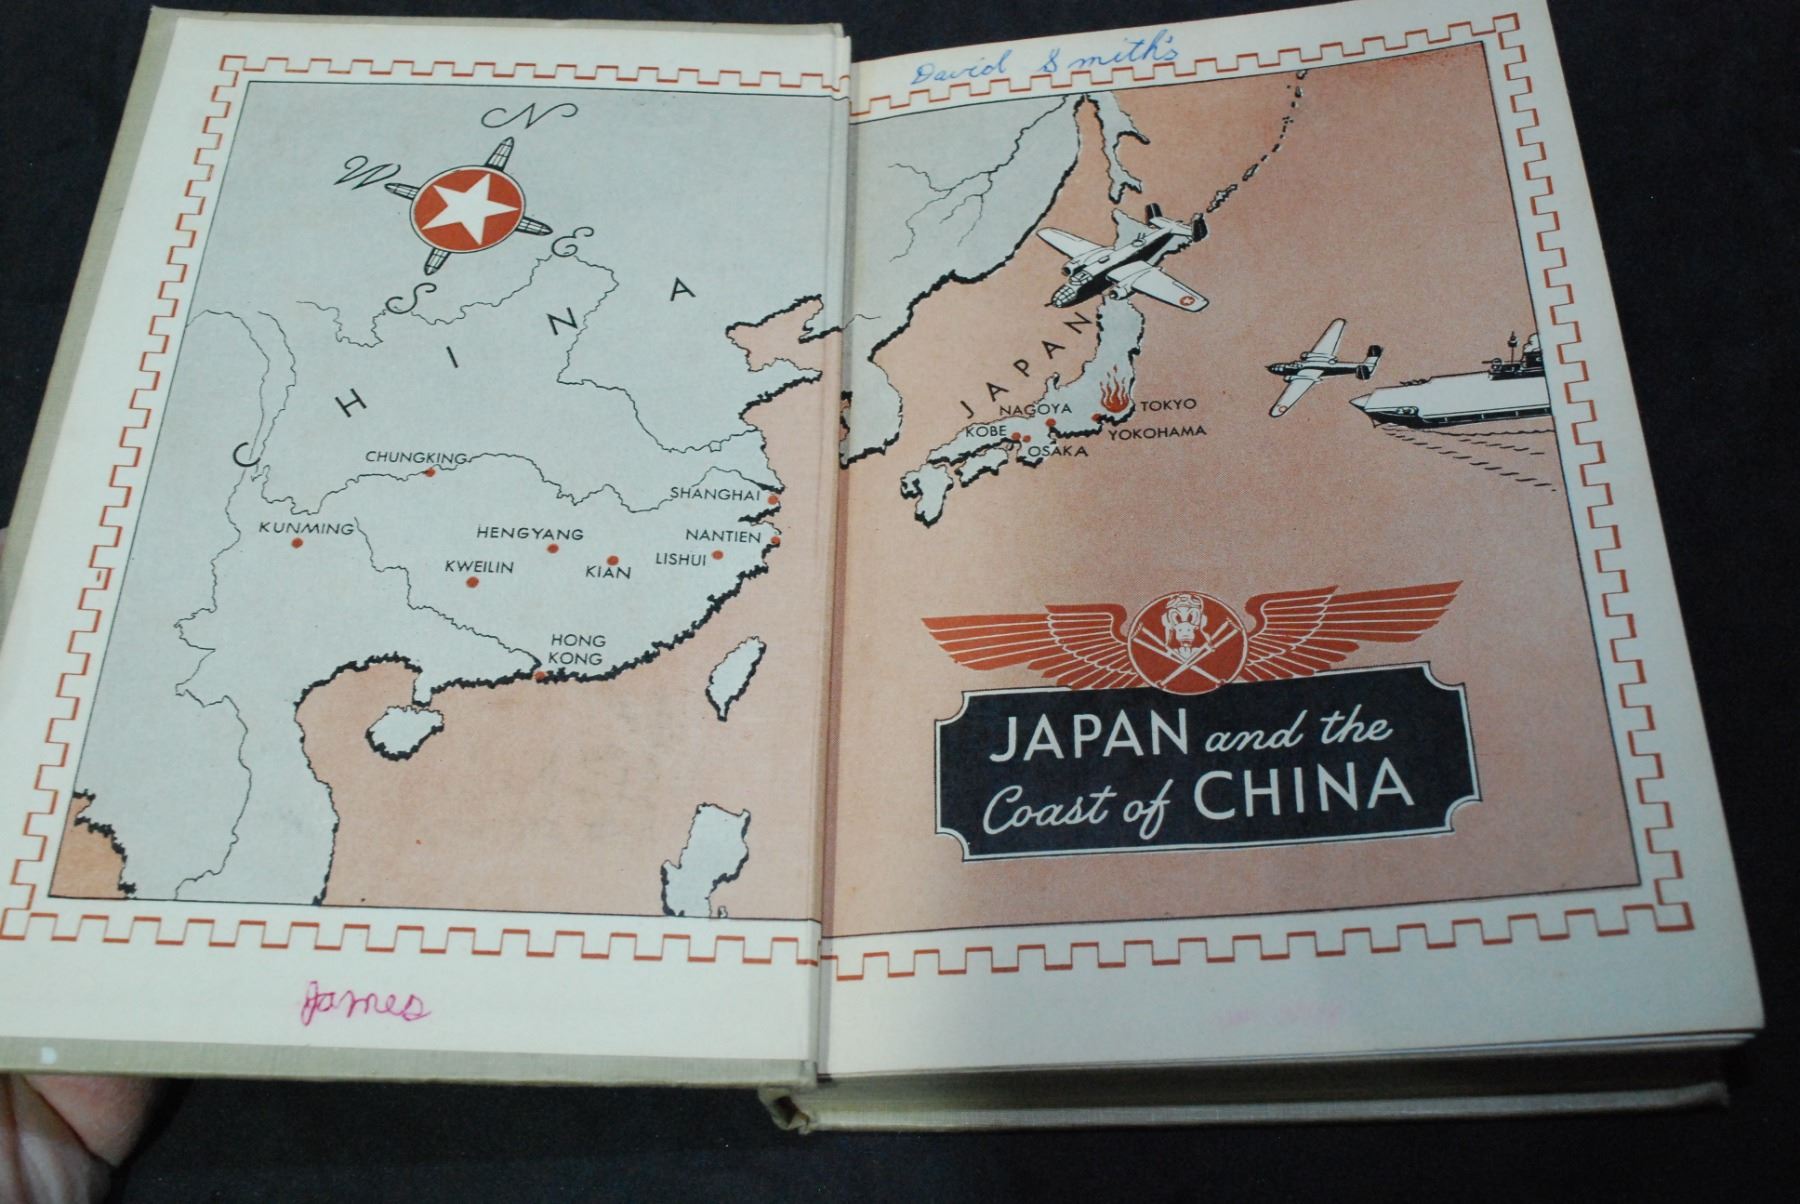 David Smith's
N
W
E
S
CHINA
CHUNGKING
SHANGHAI
KUNMING
HENGYANG
NANTIEN
LISHUI
KWEILIN
KIAN
HONG
KONG
JAPAN
NAGOYA
TOKYO
KOBE
YOKOHAMA
OSAKA
JAPAN and the
Coast of CHINA
James